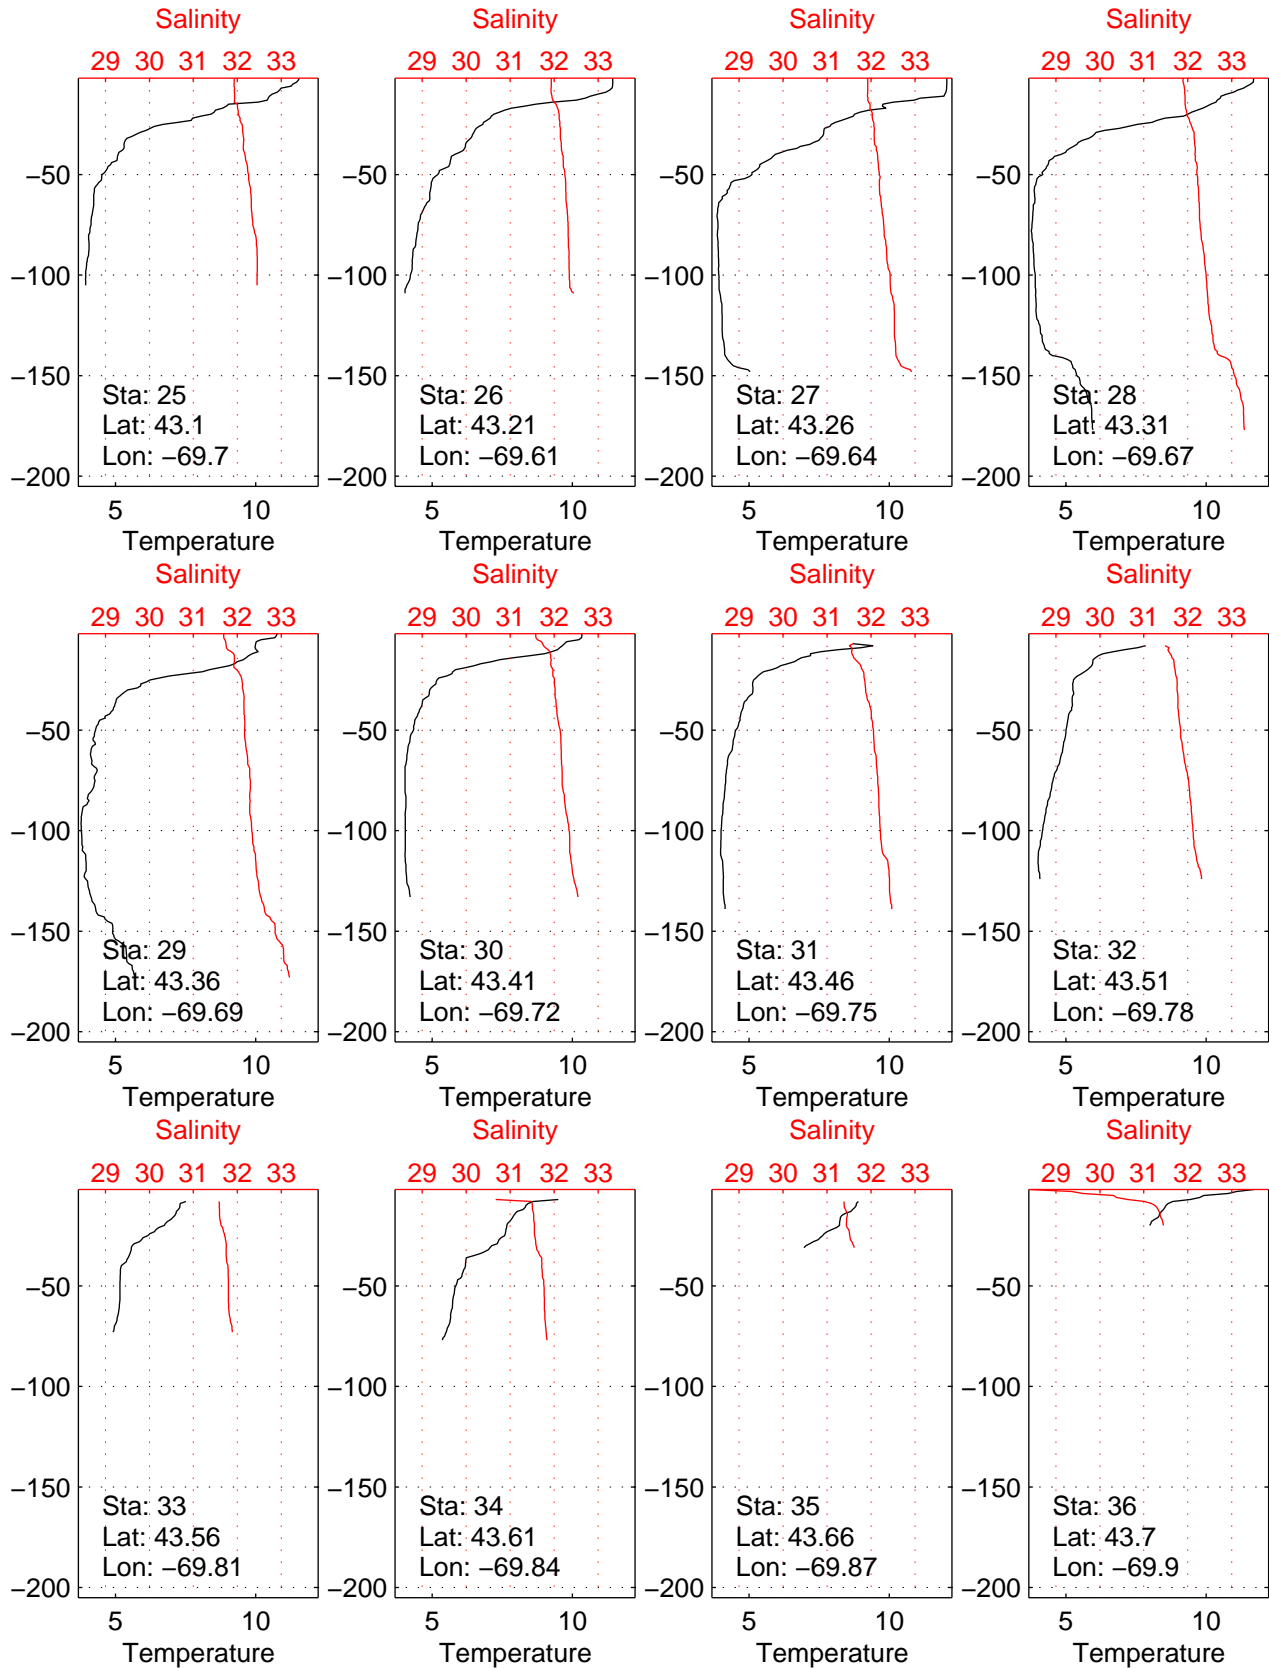 Salinity Salinity Salinity Salinity
29 30 31 32 33 29 30 31 32 33 29 30 31 32 33 29 30 31 32 33
−50 −50 −50 −50
−100 −100 −100 −100
−150 −150 −150 −150
Sta: 25 Sta: 26 Sta: 27 Sta: 28
Lat: 43.1 Lat: 43.21 Lat: 43.26 Lat: 43.31
Lon: −69.7 Lon: −69.61 Lon: −69.64 Lon: −69.67
−200 −200 −200 −200
5 10 5 10 5 10 5 10
Temperature Temperature Temperature Temperature
Salinity Salinity Salinity Salinity
29 30 31 32 33 29 30 31 32 33 29 30 31 32 33 29 30 31 32 33
−50 −50 −50 −50
−100 −100 −100 −100
−150 −150 −150 −150
Sta: 29 Sta: 30 Sta: 31 Sta: 32
Lat: 43.36 Lat: 43.41 Lat: 43.46 Lat: 43.51
Lon: −69.69 Lon: −69.72 Lon: −69.75 Lon: −69.78
−200 −200 −200 −200
5 10 5 10 5 10 5 10
Temperature Temperature Temperature Temperature
Salinity Salinity Salinity Salinity
29 30 31 32 33 29 30 31 32 33 29 30 31 32 33 29 30 31 32 33
−50 −50 −50 −50
−100 −100 −100 −100
−150 −150 −150 −150
Sta: 33 Sta: 34 Sta: 35 Sta: 36
Lat: 43.56 Lat: 43.61 Lat: 43.66 Lat: 43.7
Lon: −69.81 Lon: −69.84 Lon: −69.87 Lon: −69.9
−200 −200 −200 −200
5 10 5 10 5 10 5 10
Temperature Temperature Temperature Temperature